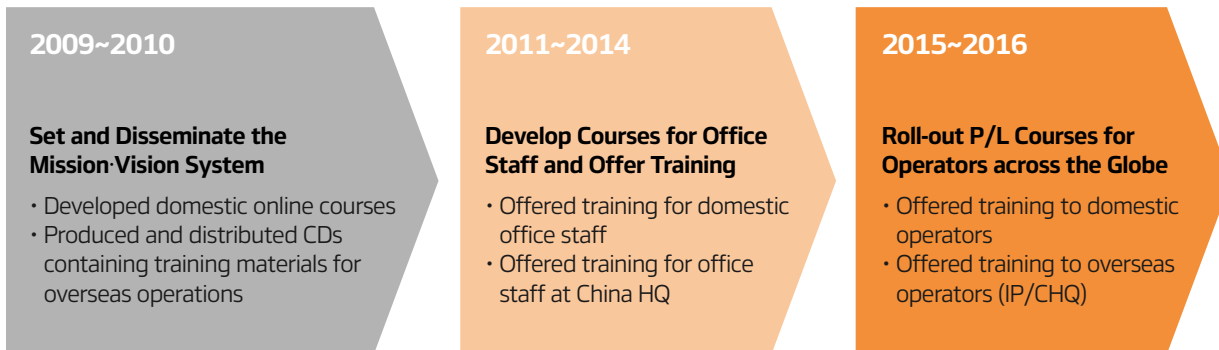 2009~2010
Set and Disseminate the
Mission·Vision System
· Developed domestic online courses
· Produced and distributed CDs
containing training materials for
overseas operations
2011~2014
Develop Courses for Office
Staff and Offer Training
· Offered training for domestic
office staff
· Offered training for office
staff at China HQ
2015~2016
Roll-out P/L Courses for
Operators across the Globe
· Offered training to domestic
operators
· Offered training to overseas
operators (IP/CHQ)